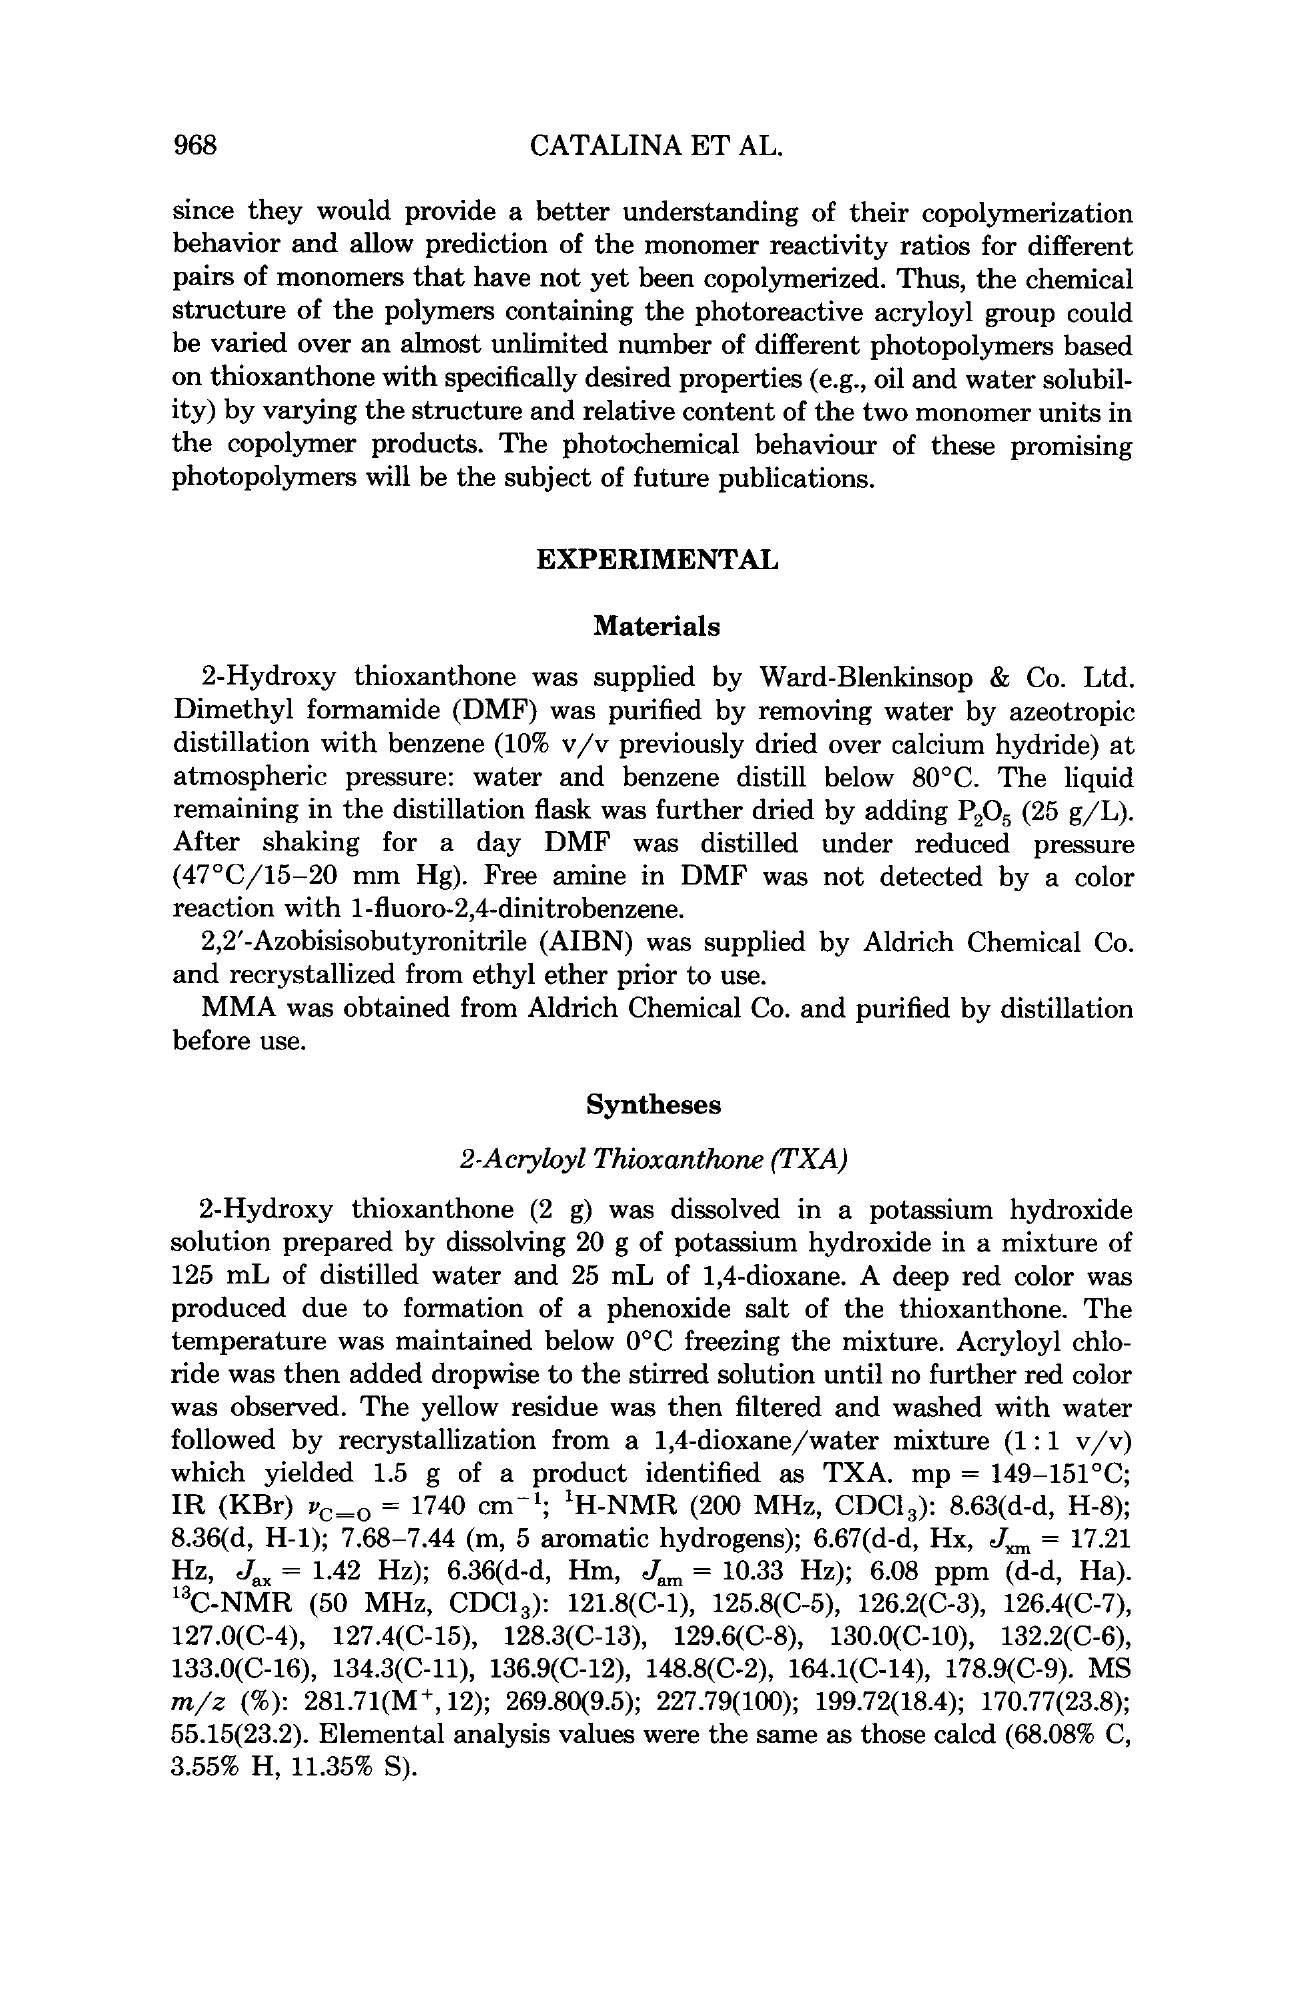 968
CATALINA ET AL.
since they would provide a better understanding of their copolymerization
behavior and allow prediction of the monomer reactivity ratios for different
pairs of monomers that have not yet been copolymerized. Thus, the chemical
structure of the polymers containing the photoreactive acryloyl group could
be varied over an almost unlimited number of different photopolymers based
on thioxanthone with specifically desired properties (e.g., oil and water solubil-
ity) by varying the structure and relative content of the two monomer units in
the copolymer products. The photochemical behaviour of these promising
photopolymers will be the subject of future publications.
EXPERIMENTAL
Materials
2-Hydroxy thioxanthone was supplied by Ward-Blenkinsop & Co. Ltd.
Dimethyl formamide (DMF) was purified by removing water by azeotropic
distillation with benzene (10% v/v previously dried over calcium hydride) at
atmospheric pressure: water and benzene distill below 80°C. The liquid
remaining in the distillation flask was further dried by adding P₂O₅ (25 g/L).
After shaking for a day DMF was distilled under reduced pressure
(47°C/15–20 mm Hg). Free amine in DMF was not detected by a color
reaction with 1-fluoro-2,4-dinitrobenzene.
2,2′-Azobisisobutyronitrile (AIBN) was supplied by Aldrich Chemical Co.
and recrystallized from ethyl ether prior to use.
MMA was obtained from Aldrich Chemical Co. and purified by distillation
before use.
Syntheses
2-Acryloyl Thioxanthone (TXA)
2-Hydroxy thioxanthone (2 g) was dissolved in a potassium hydroxide
solution prepared by dissolving 20 g of potassium hydroxide in a mixture of
125 mL of distilled water and 25 mL of 1,4-dioxane. A deep red color was
produced due to formation of a phenoxide salt of the thioxanthone. The
temperature was maintained below 0°C freezing the mixture. Acryloyl chlo-
ride was then added dropwise to the stirred solution until no further red color
was observed. The yellow residue was then filtered and washed with water
followed by recrystallization from a 1,4-dioxane/water mixture (1 : 1 v/v)
which yielded 1.5 g of a product identified as TXA. mp = 149–151°C;
IR (KBr) ν_C=O = 1740 cm⁻¹; ¹H-NMR (200 MHz, CDCl₃): 8.63(d-d, H-8);
8.36(d, H-1); 7.68–7.44 (m, 5 aromatic hydrogens); 6.67(d-d, Hx, J_xm = 17.21
Hz, J_ax = 1.42 Hz); 6.36(d-d, Hm, J_am = 10.33 Hz); 6.08 ppm (d-d, Ha).
¹³C-NMR (50 MHz, CDCl₃): 121.8(C-1), 125.8(C-5), 126.2(C-3), 126.4(C-7),
127.0(C-4), 127.4(C-15), 128.3(C-13), 129.6(C-8), 130.0(C-10), 132.2(C-6),
133.0(C-16), 134.3(C-11), 136.9(C-12), 148.8(C-2), 164.1(C-14), 178.9(C-9). MS
m/z (%): 281.71(M⁺, 12); 269.80(9.5); 227.79(100); 199.72(18.4); 170.77(23.8);
55.15(23.2). Elemental analysis values were the same as those calcd (68.08% C,
3.55% H, 11.35% S).